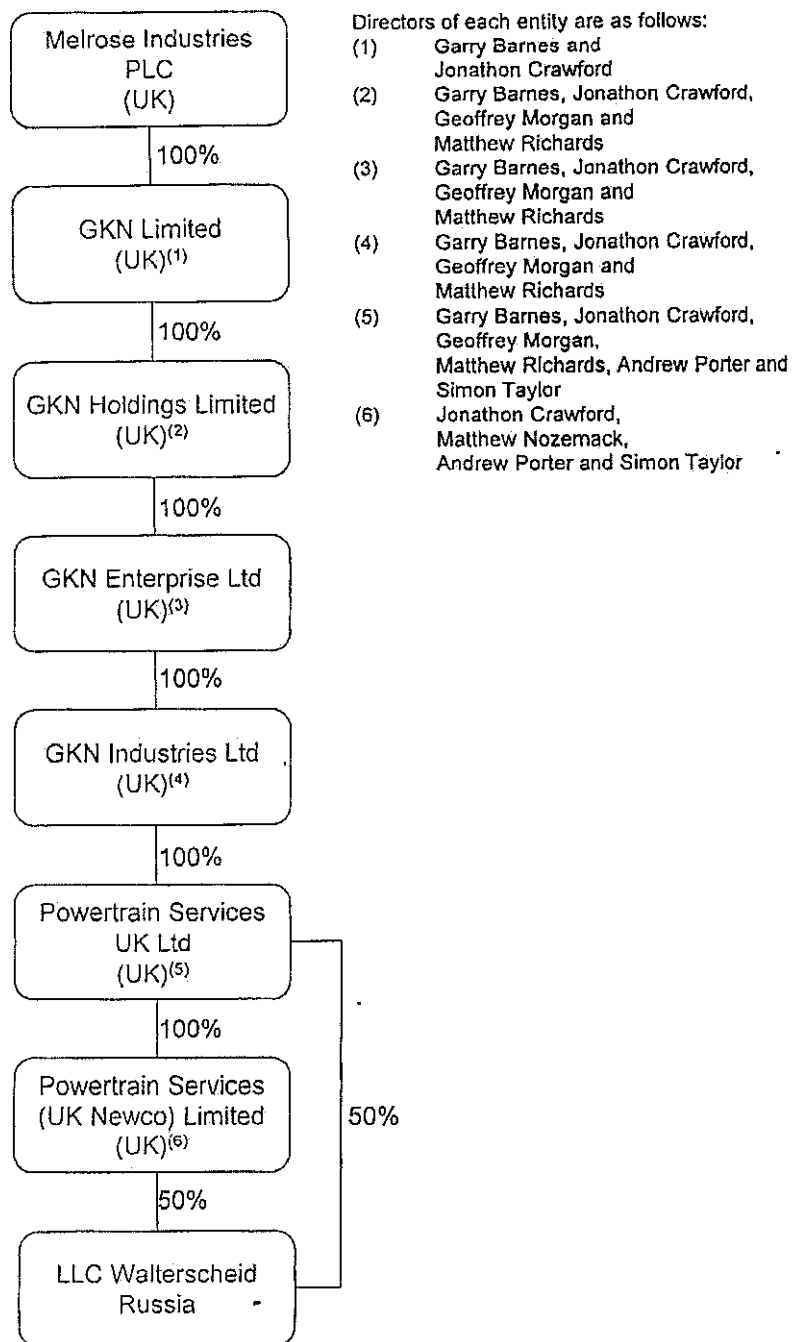 Melrose Industries
PLC
(UK)
100%
GKN Limited
(UK)(1)
100%
GKN Holdings Limited
(UK)(2)
100%
GKN Enterprise Ltd
(UK)(3)
100%
GKN Industries Ltd
(UK)(4)
100%
Powertrain Services
UK Ltd
(UK)(5)
100%
Powertrain Services
(UK Newco) Limited
(UK)(6)
50%
50%
LLC Walterscheid
Russia
Directors of each entity are as follows:
(1) Garry Barnes and
Jonathon Crawford
(2) Garry Barnes, Jonathon Crawford,
Geoffrey Morgan and
Matthew Richards
(3) Garry Barnes, Jonathon Crawford,
Geoffrey Morgan and
Matthew Richards
(4) Garry Barnes, Jonathon Crawford,
Geoffrey Morgan and
Matthew Richards
(5) Garry Barnes, Jonathon Crawford,
Geoffrey Morgan,
Matthew Richards, Andrew Porter and
Simon Taylor
(6) Jonathon Crawford,
Matthew Nozemack,
Andrew Porter and Simon Taylor